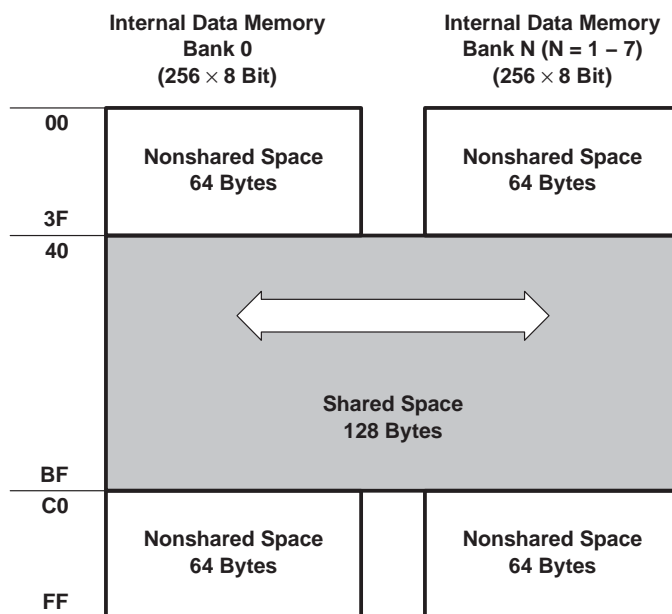 Internal Data Memory
Bank 0
(256 × 8 Bit)
Internal Data Memory
Bank N (N = 1 – 7)
(256 × 8 Bit)
00
Nonshared Space
64 Bytes
Nonshared Space
64 Bytes
3F
40
Shared Space
128 Bytes
BF
C0
Nonshared Space
64 Bytes
Nonshared Space
64 Bytes
FF